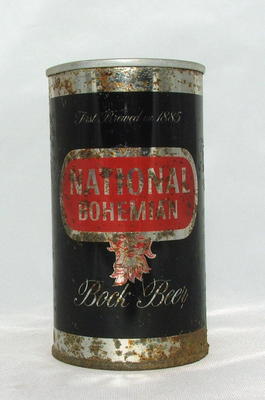 First Brewed in 1885
NATIONAL
BOHEMIAN
Bock Beer